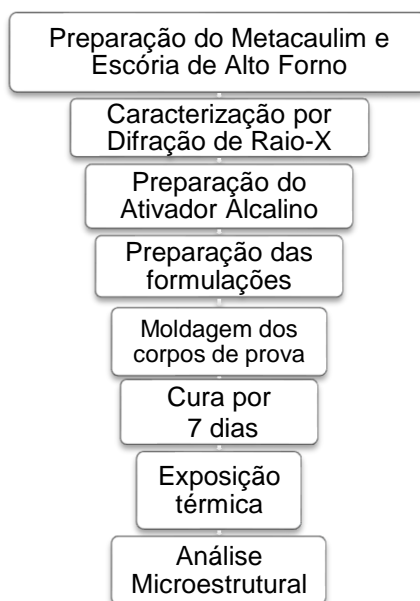 Preparação do Metacaulim e
Escória de Alto Forno
Caracterização por
Difração de Raio-X
Preparação do
Ativador Alcalino
Preparação das
formulações
Moldagem dos
corpos de prova
Cura por
7 dias
Exposição
térmica
Análise
Microestrutural